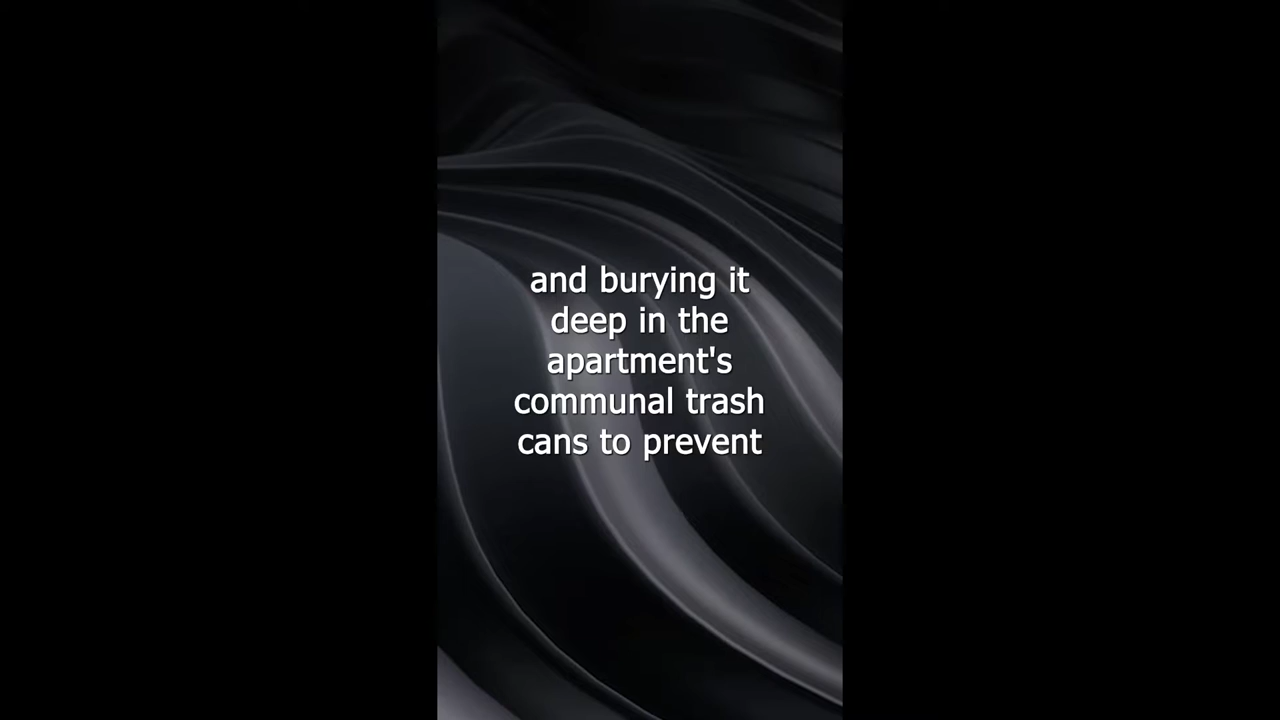 and burying it
deep in the
apartment's
communal trash
cans to prevent